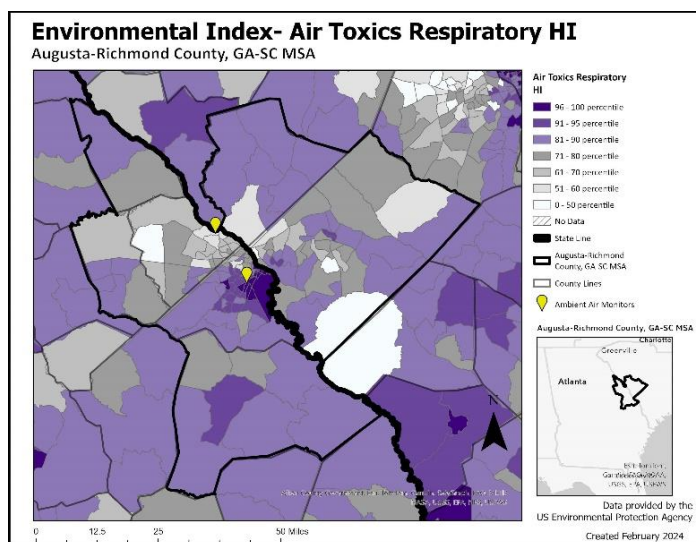 Environmental Index- Air Toxics Respiratory HI
Augusta-Richmond County, GA-SC MSA
Air Toxics Respiratory
HI
96 - 100 percentile
91 - 95 percentile
81 - 90 percentile
71 - 80 percentile
61 - 70 percentile
51 - 60 percentile
0 - 50 percentile
No Data
State Line
Augusta-Richmond
County, GA-SC MSA
County Lines
Ambient Air Monitors
Augusta-Richmond County, GA-SC MSA
Charlotte
Greenville
Atlanta
N
0 12.5 25 50 Miles
Data provided by the
US Environmental Protection Agency
Created February 2024